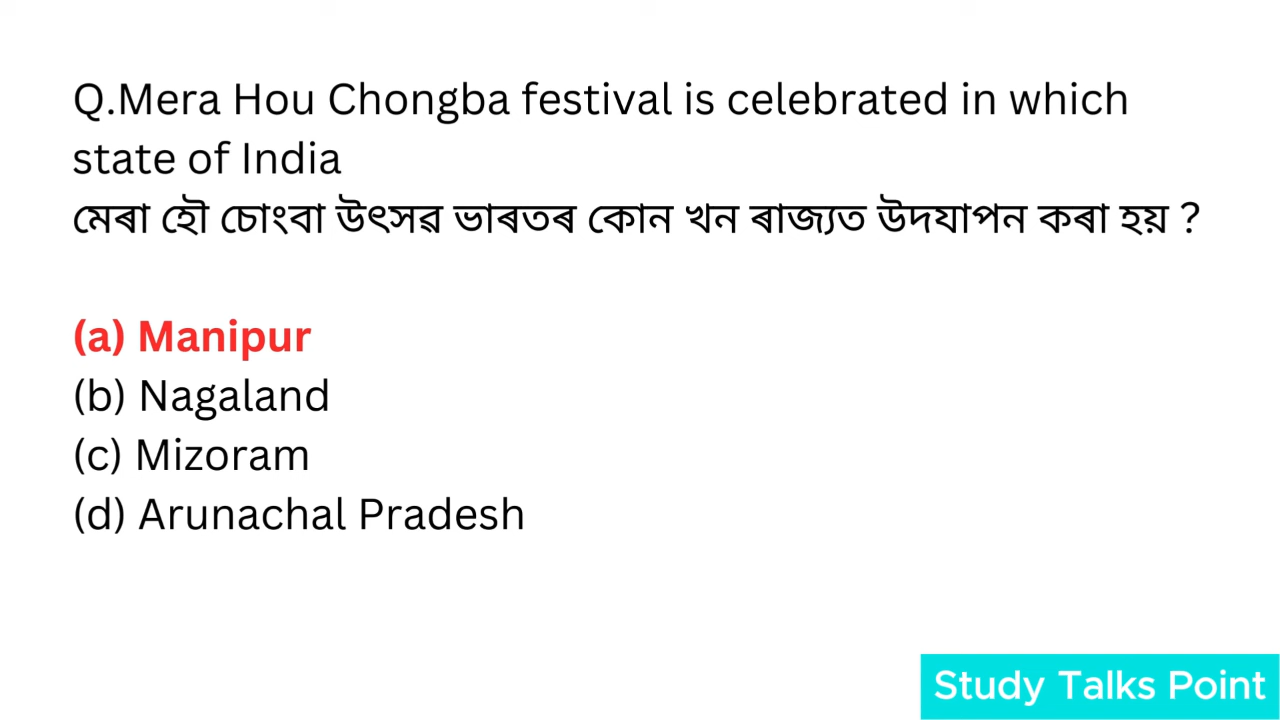 Q.Mera Hou Chongba festival is celebrated in which
state of India
মেৰা হৌ চোংবা উৎসৱ ভাৰতৰ কোন খন ৰাজ্যত উদযাপন কৰা হয় ?
(a) Manipur
(b) Nagaland
(c) Mizoram
(d) Arunachal Pradesh
Study Talks Point